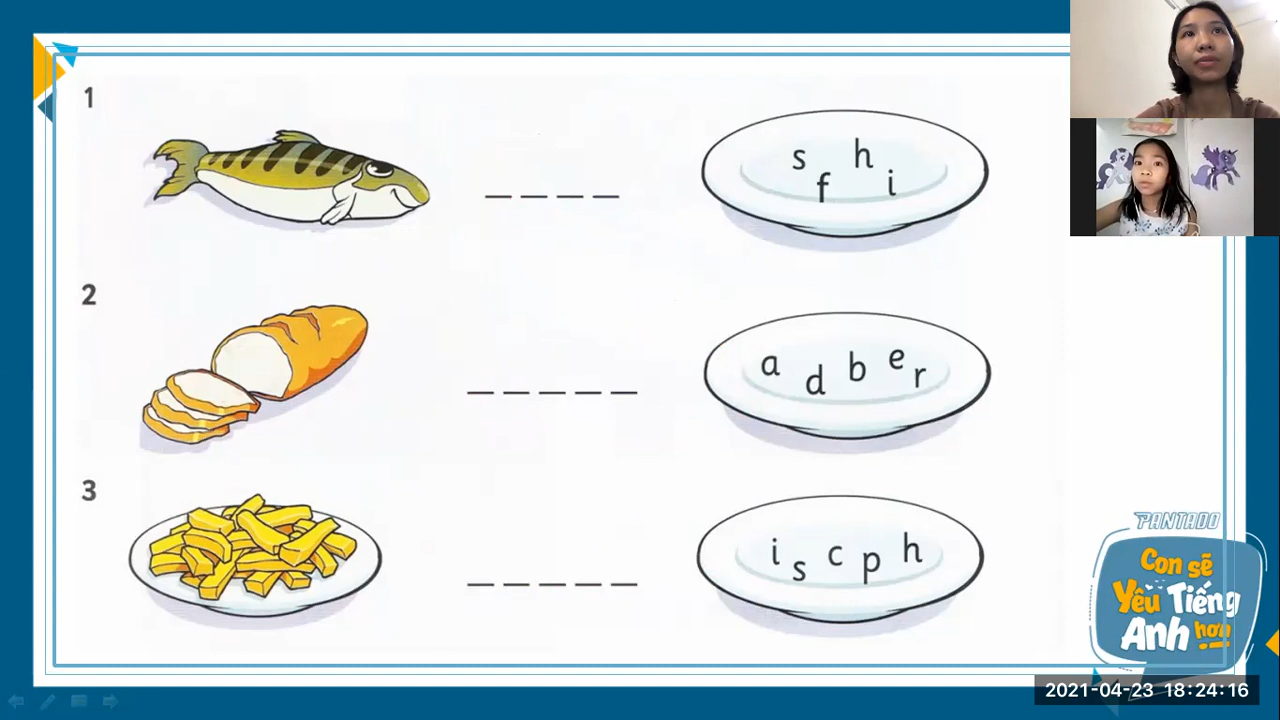 1
_ _ _ _
s h
f i
2
_ _ _ _ _
a d b e r
3
_ _ _ _ _
i s c p h
PANTADO
Con sẽ
Yêu Tiếng
Anh hơn
2021-04-23 18:24:16